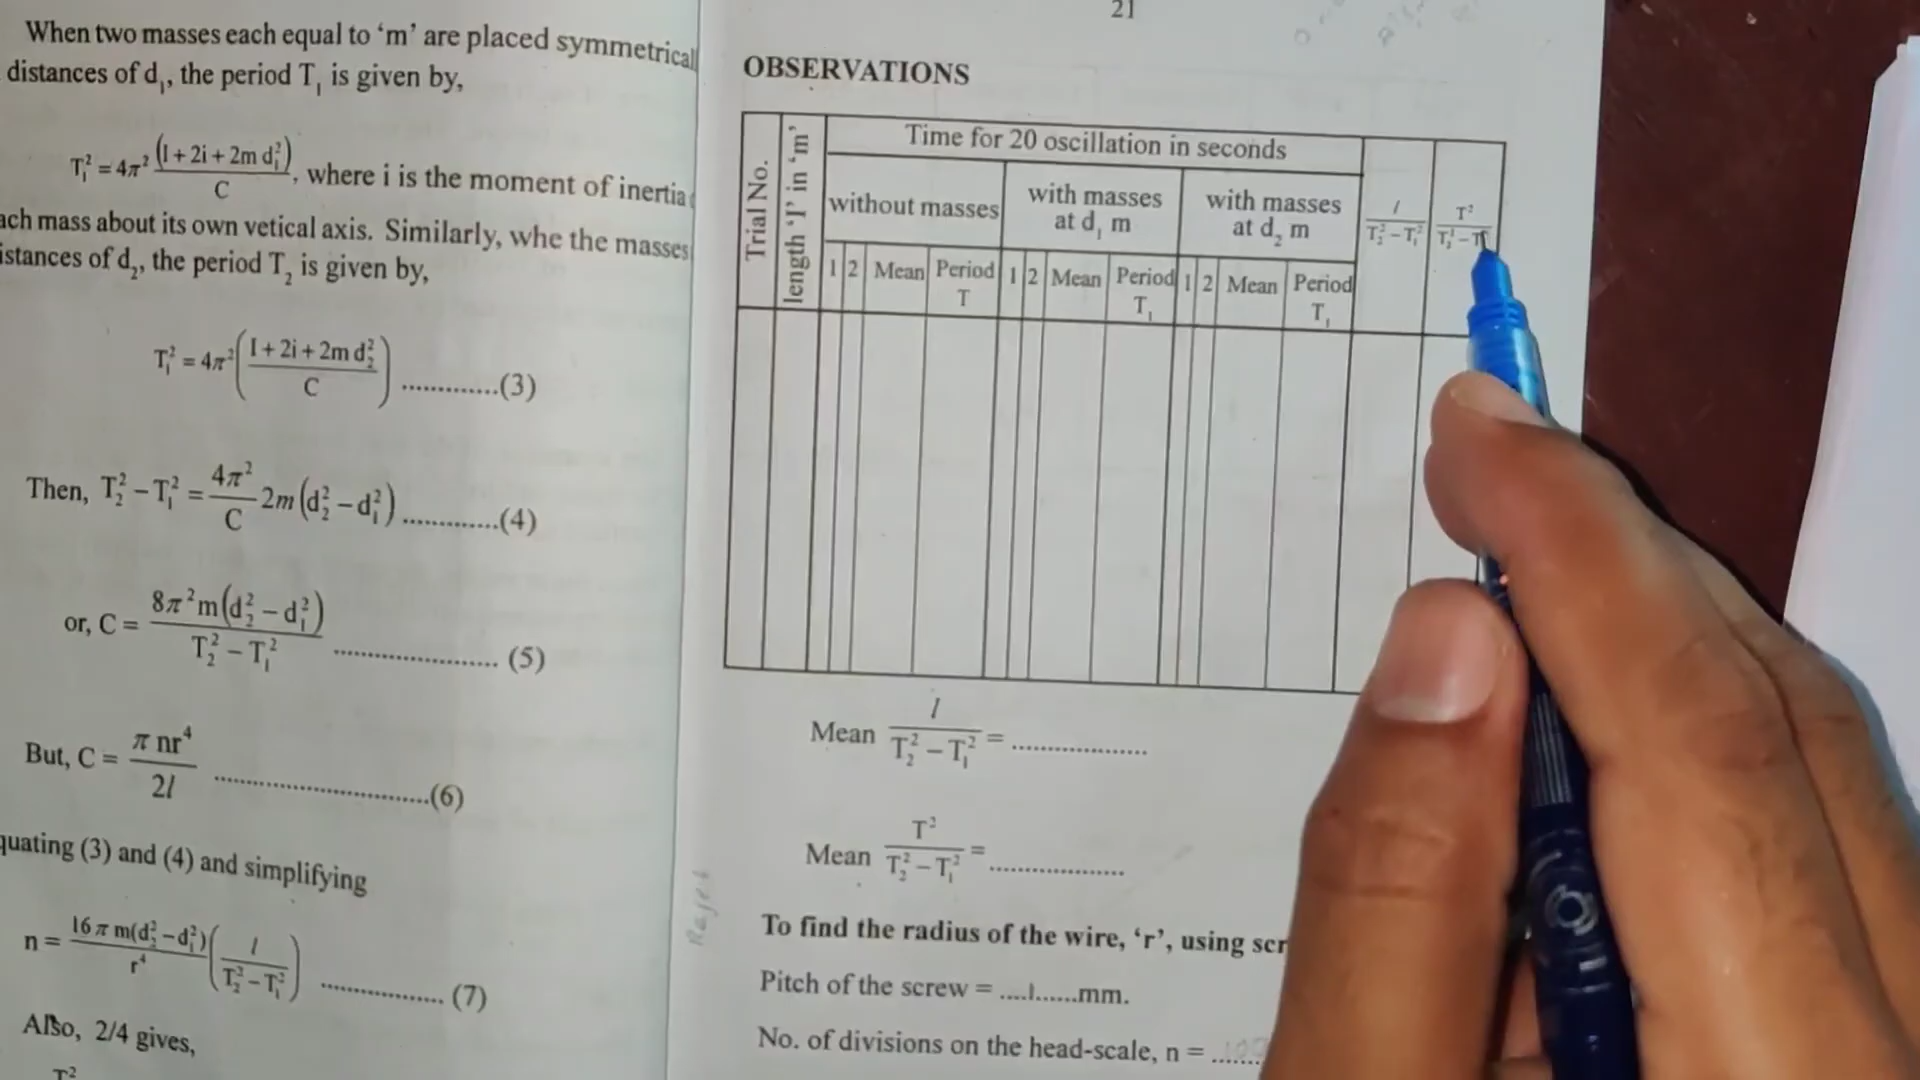 When two masses each equal to ‘m’ are placed
distances of d₁, the period T₁ is given by,
T₁² = 4π² (I + 2i + 2m d₁²) / C, where i is the moment of inertia
ach mass about its own vetical axis. Similarly, whe the masses
istances of d₂, the period T₂ is given by,
T₁² = 4π² ( (I + 2i + 2m d₂²) / C ) .............(3)
Then, T₂² – T₁² = (4π² / C) 2m (d₂² – d₁²) .............(4)
or, C = 8π² m (d₂² – d₁²) / (T₂² – T₁²) ........................ (5)
But, C = π nr⁴ / 2l ................................(6)
quating (3) and (4) and simplifying
n = (16 π m(d₂² – d₁²) / r⁴) ( l / (T₂² – T₁²) ) .................. (7)
Also, 2/4 gives,
T²
21
OBSERVATIONS
Trial No.
length ‘l’ in ‘m’
Time for 20 oscillation in seconds
without masses
with masses
at d₁ m
with masses
at d₂ m
l / (T₂² – T₁²)
1 2 Mean Period T
1 2 Mean Period T₁
1 2 Mean Period T₁
Mean l / (T₂² – T₁²) = ....................
Mean T² / (T₂² – T₁²) = ....................
To find the radius of the wire, ‘r’, using
Pitch of the screw = ....1......mm.
No. of divisions on the head-scale, n =